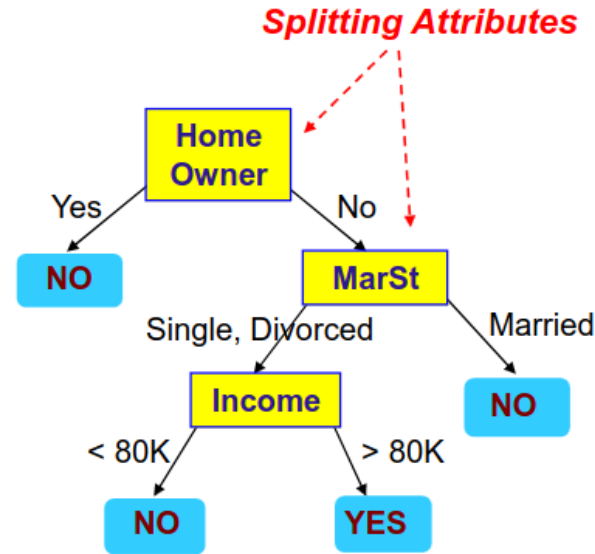 Splitting Attributes
Home
Owner
Yes
No
NO
MarSt
Single, Divorced
Married
Income
NO
< 80K
> 80K
NO
YES